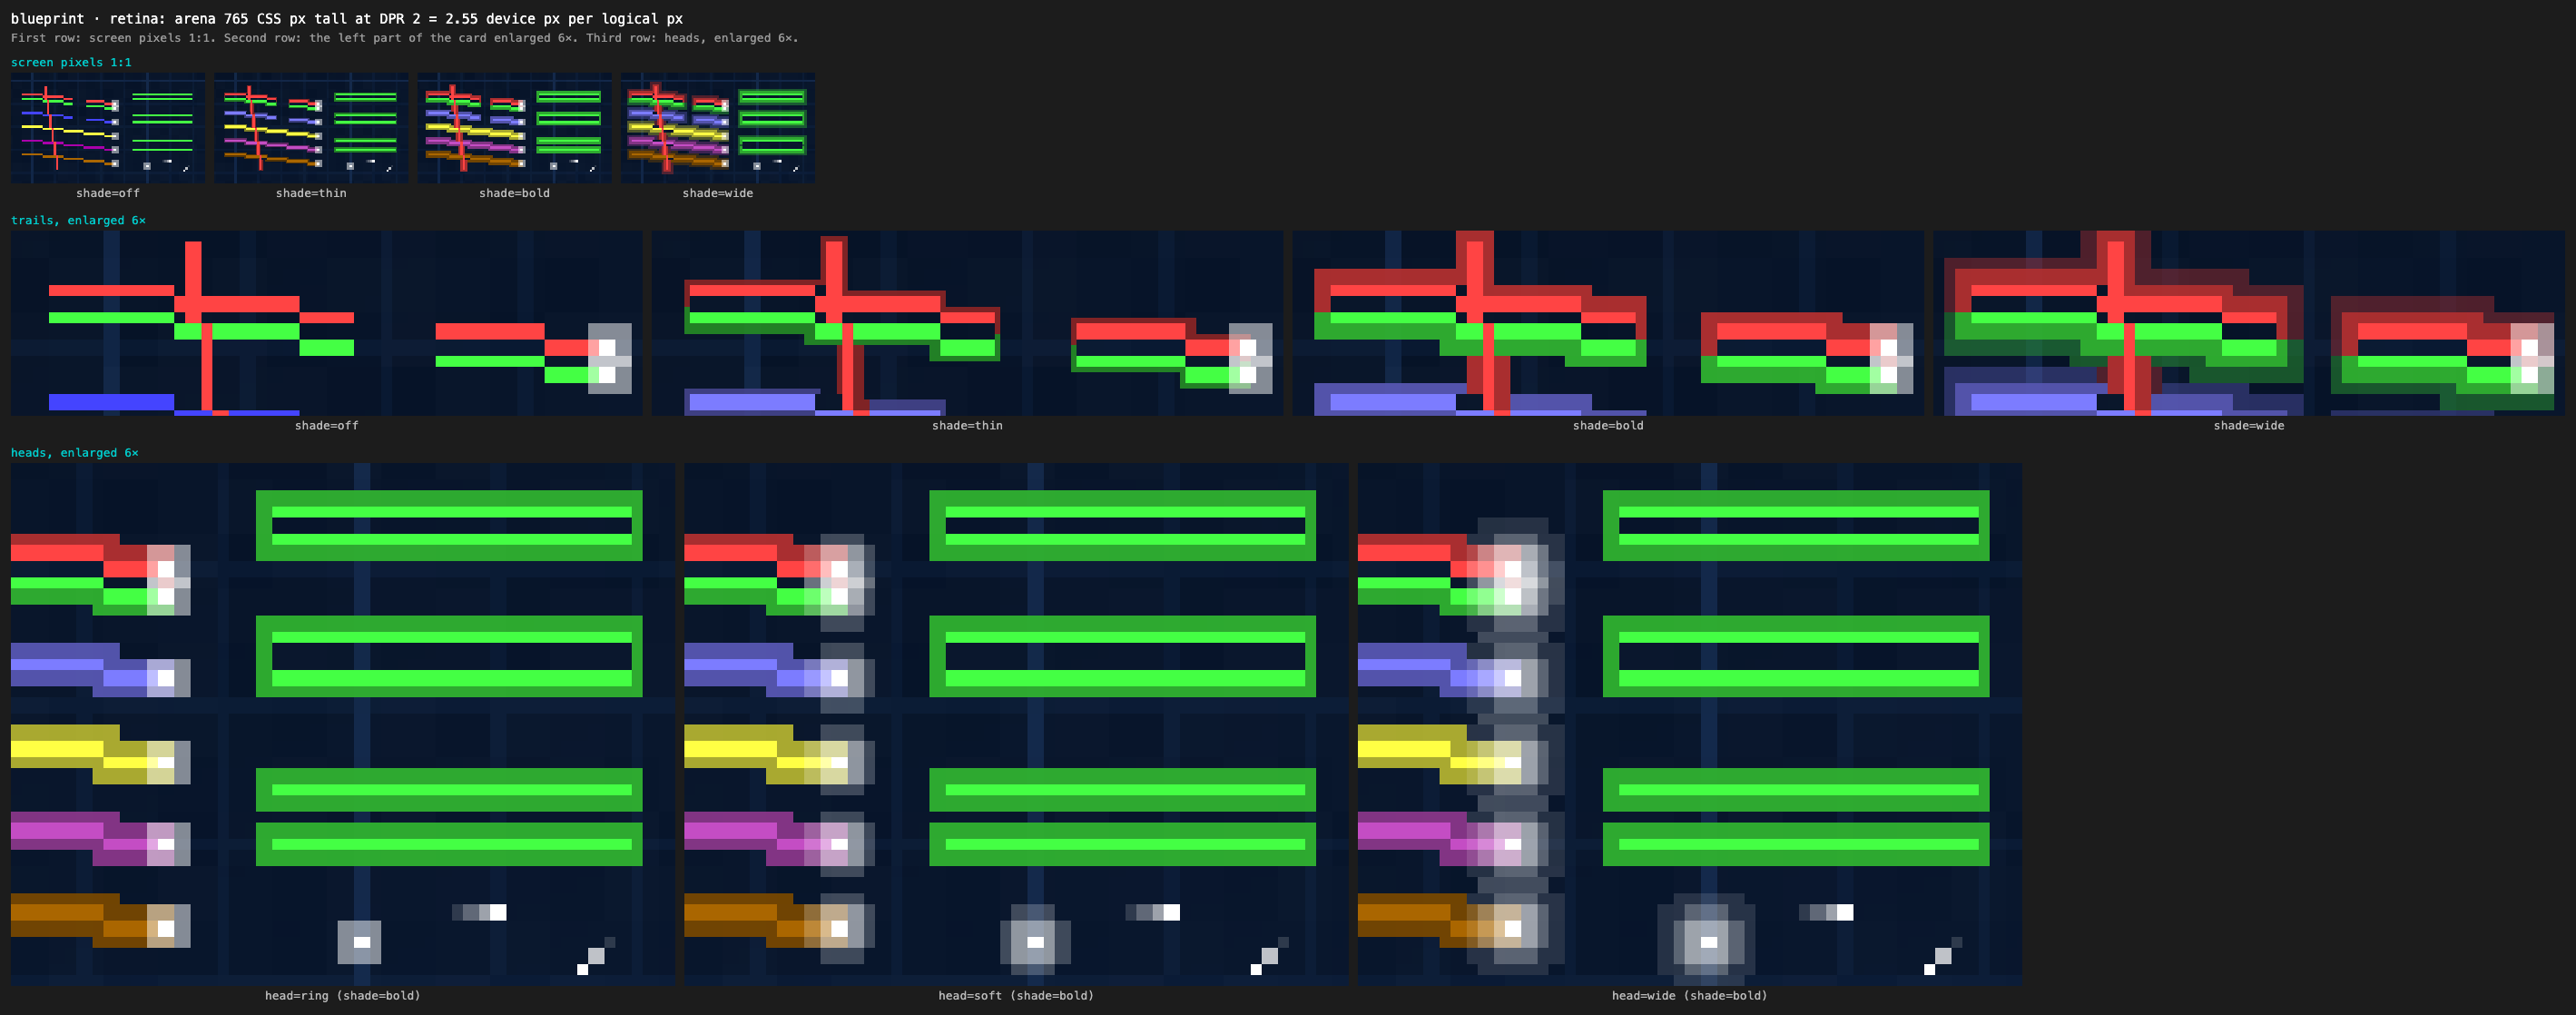 blueprint · retina: arena 765 CSS px tall at DPR 2 = 2.55 device px per logical px
First row: screen pixels 1:1. Second row: the left part of the card enlarged 6×. Third row: heads, enlarged 6×.
screen pixels 1:1
shade=off shade=thin shade=bold shade=wide
trails, enlarged 6×
shade=off shade=thin shade=bold shade=wide
heads, enlarged 6×
head=ring (shade=bold) head=soft (shade=bold) head=wide (shade=bold)